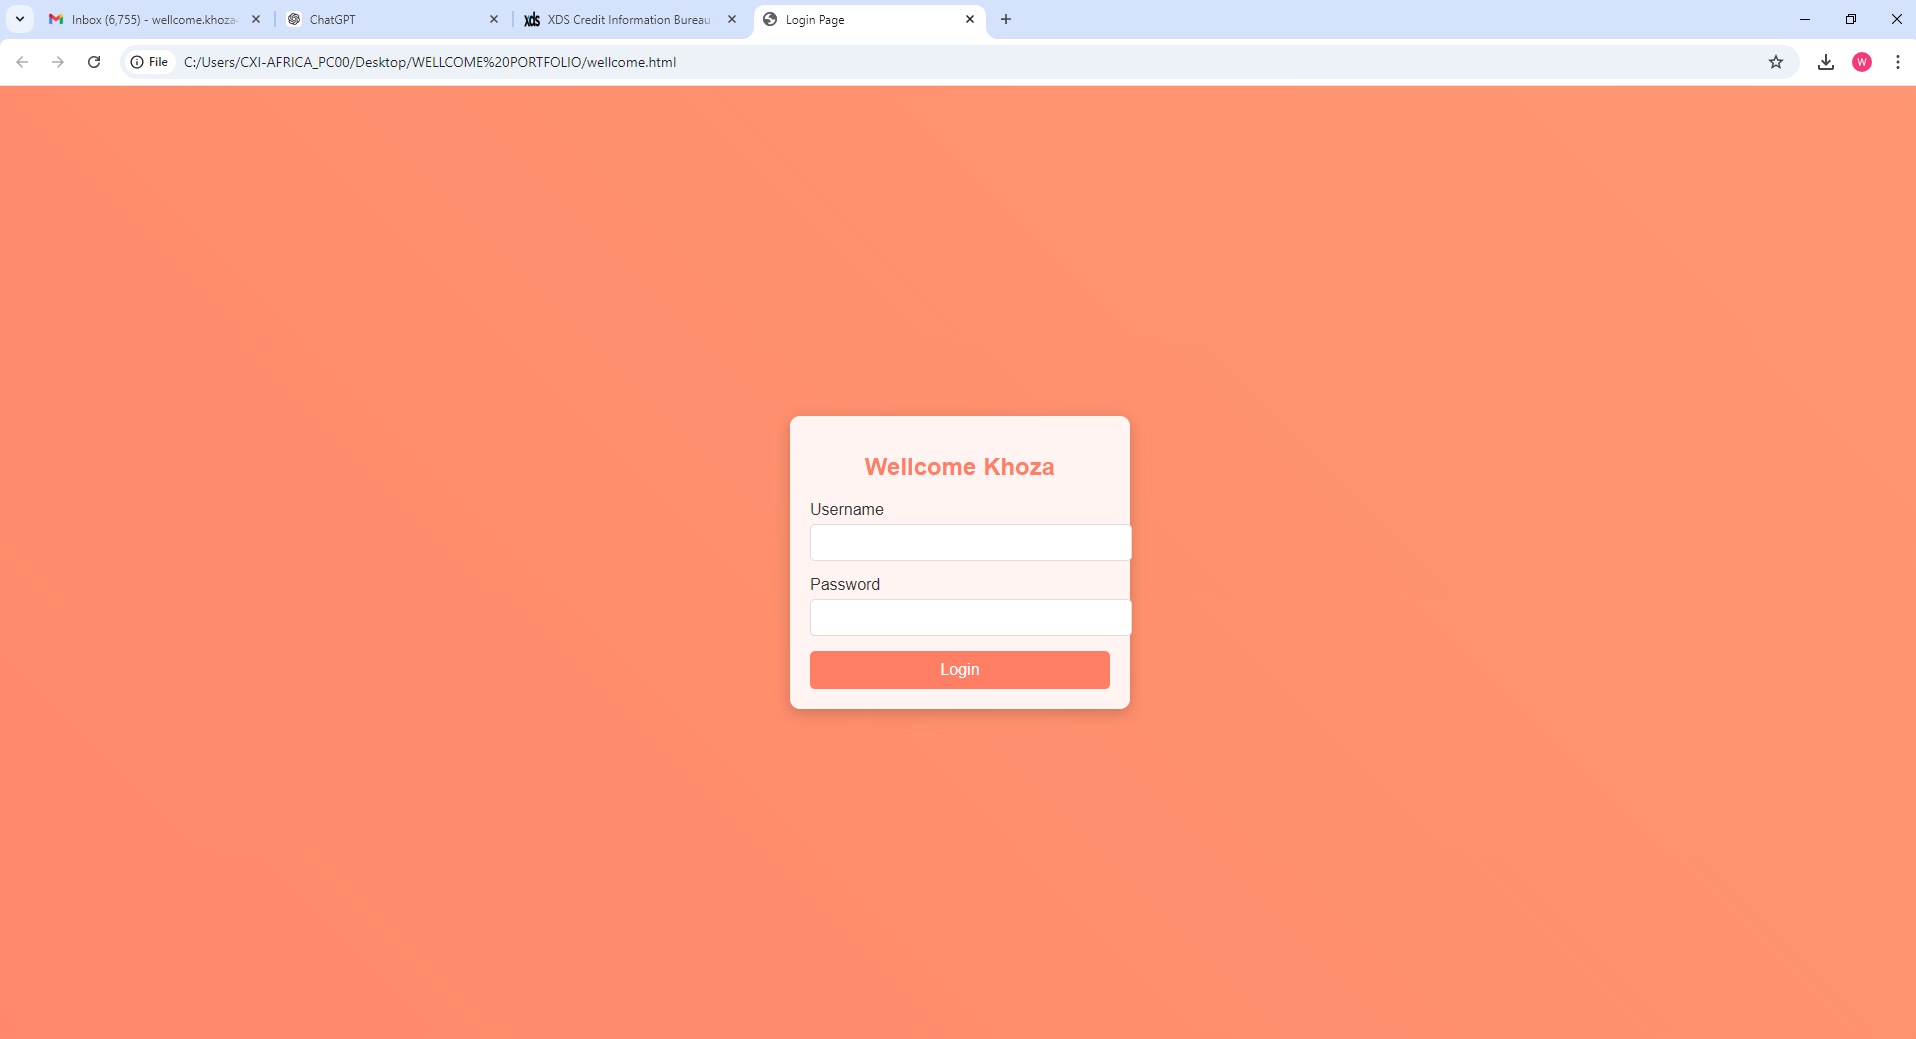 Inbox (6,755) - wellcome.khoza
ChatGPT
xds XDS Credit Information Bureau
Login Page
File
C:/Users/CXI-AFRICA_PC00/Desktop/WELLCOME%20PORTFOLIO/wellcome.html
W
Wellcome Khoza
Username
Password
Login